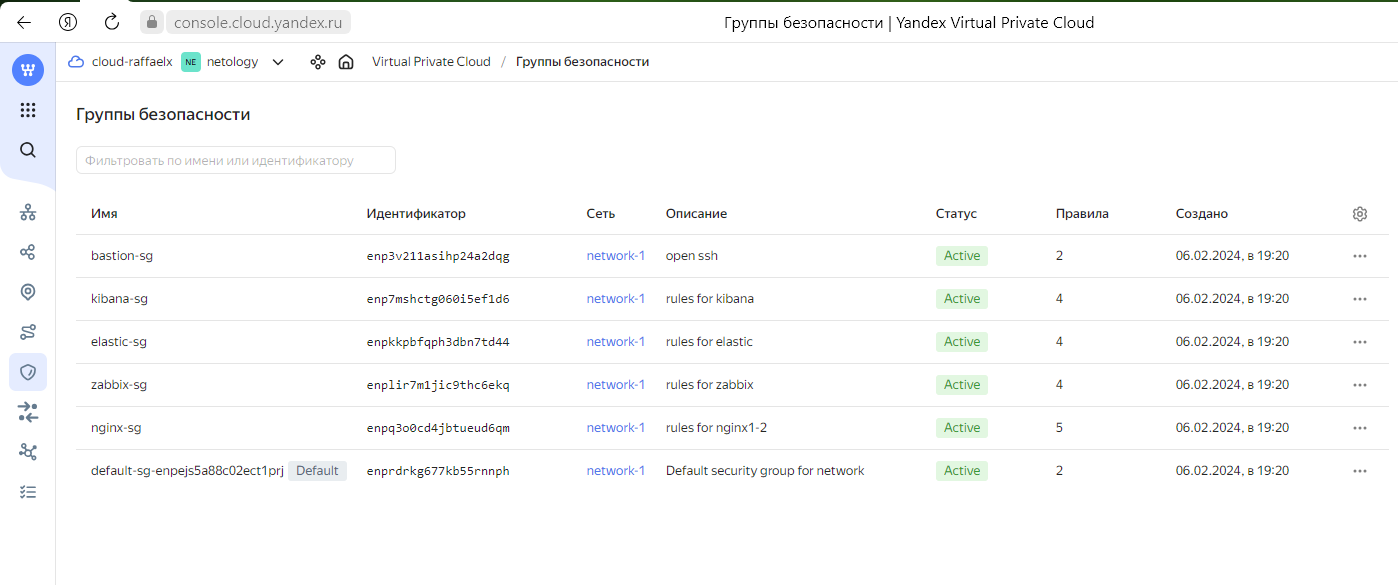 Я console.cloud.yandex.ru Группы безопасности | Yandex Virtual Private Cloud
cloud-raffaelx NE netology Virtual Private Cloud / Группы безопасности
Группы безопасности
Фильтровать по имени или идентификатору
Имя Идентификатор Сеть Описание Статус Правила Создано
bastion-sg enp3v211asihp24a2dqg network-1 open ssh Active 2 06.02.2024, в 19:20
kibana-sg enp7mshctg060i5ef1d6 network-1 rules for kibana Active 4 06.02.2024, в 19:20
elastic-sg enpkkpbfqph3dbn7td44 network-1 rules for elastic Active 4 06.02.2024, в 19:20
zabbix-sg enplir7m1jic9thc6ekq network-1 rules for zabbix Active 4 06.02.2024, в 19:20
nginx-sg enpq3o0cd4jbtueud6qm network-1 rules for nginx1-2 Active 5 06.02.2024, в 19:20
default-sg-enpejs5a88c02ect1prj Default enprdrkg677kb55rnnph network-1 Default security group for network Active 2 06.02.2024, в 19:20